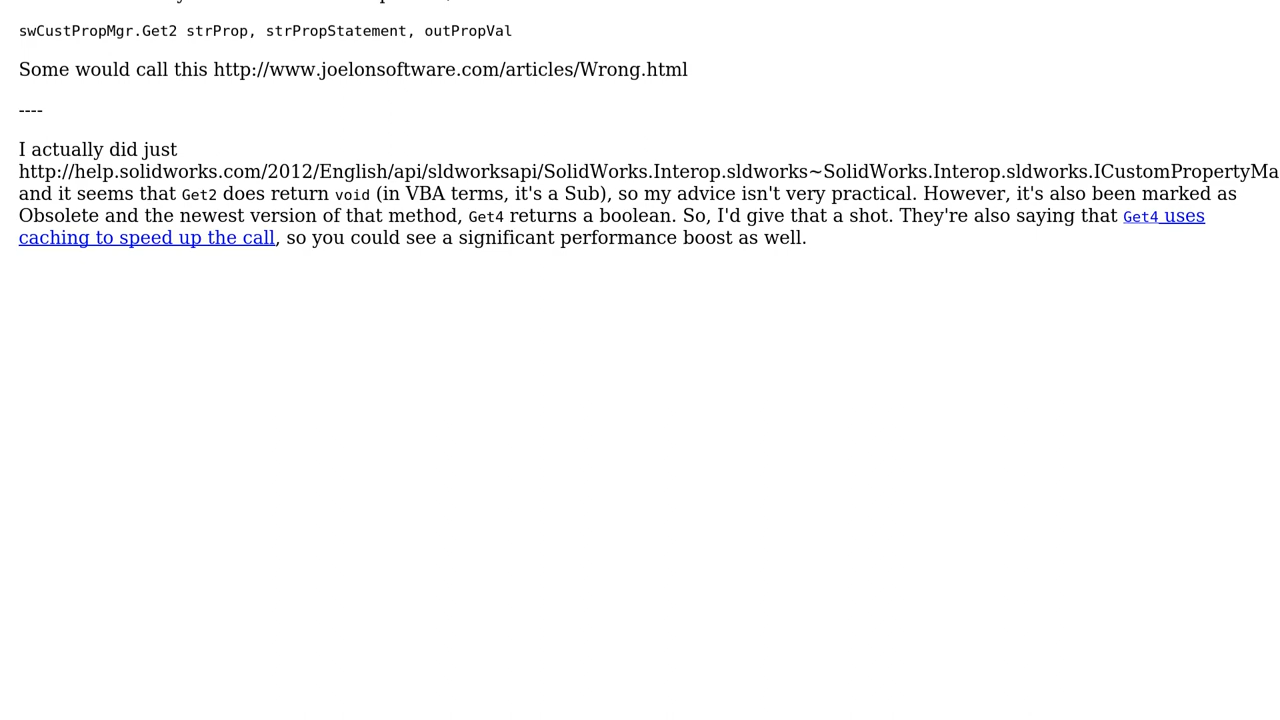 swCustPropMgr.Get2 strProp, strPropStatement, outPropVal
Some would call this http://www.joelonsoftware.com/articles/Wrong.html
----
I actually did just
http://help.solidworks.com/2012/English/api/sldworksapi/SolidWorks.Interop.sldworks~SolidWorks.Interop.sldworks.ICustomPropertyMa
and it seems that Get2 does return void (in VBA terms, it's a Sub), so my advice isn't very practical. However, it's also been marked as
Obsolete and the newest version of that method, Get4 returns a boolean. So, I'd give that a shot. They're also saying that Get4 uses
caching to speed up the call, so you could see a significant performance boost as well.